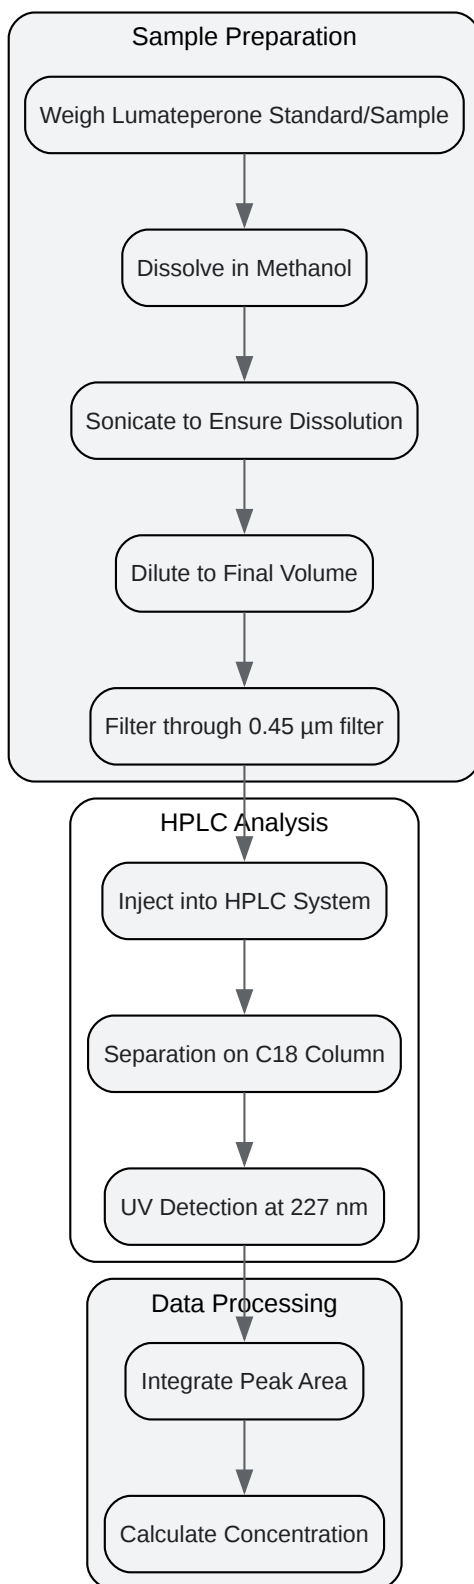 Sample Preparation
Weigh Lumateperone Standard/Sample
Dissolve in Methanol
Sonicate to Ensure Dissolution
Dilute to Final Volume
Filter through 0.45 µm filter
HPLC Analysis
Inject into HPLC System
Separation on C18 Column
UV Detection at 227 nm
Data Processing
Integrate Peak Area
Calculate Concentration